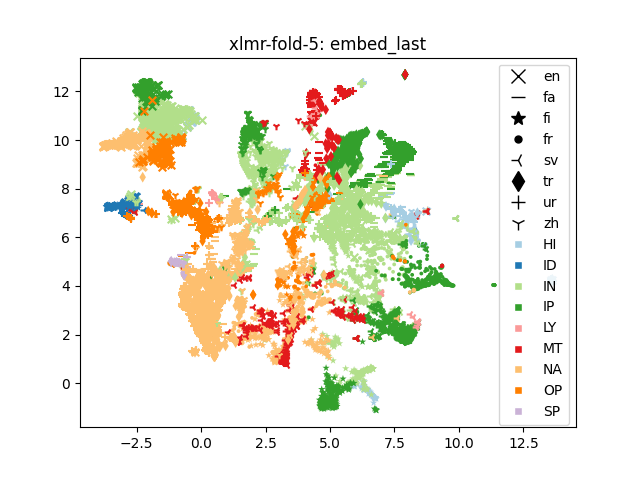 xlmr-fold-5: embed_last
12
10
8
6
4
2
0
−2.5
0.0
2.5
5.0
7.5
10.0
12.5
en
fa
fi
fr
sv
tr
ur
zh
HI
ID
IN
IP
LY
MT
NA
OP
SP